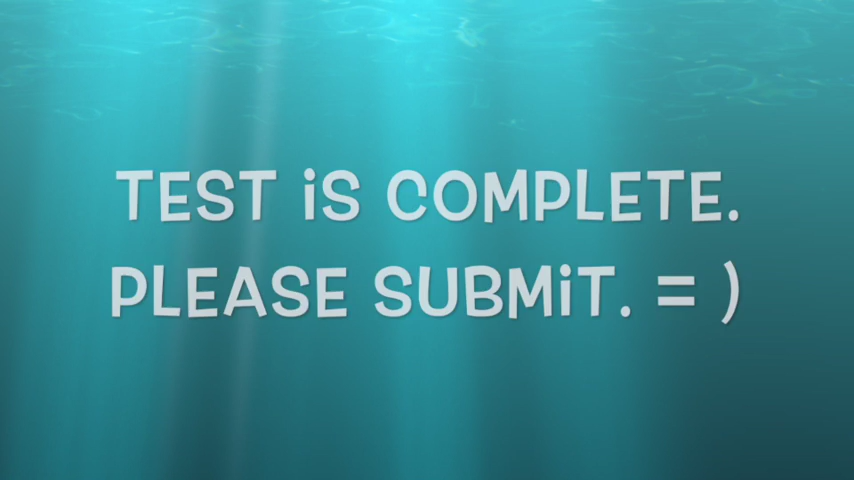 TEST iS COMPLETE.
PLEASE SUBMiT. = )